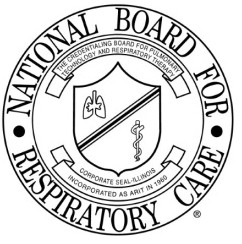 NATIONAL BOARD FOR
RESPIRATORY CARE
THE CREDENTIALING BOARD FOR PULMONARY
TECHNOLOGY AND RESPIRATORY THERAPY
CORPORATE SEAL-ILLINOIS
INCORPORATED AS ARIT IN 1960
®